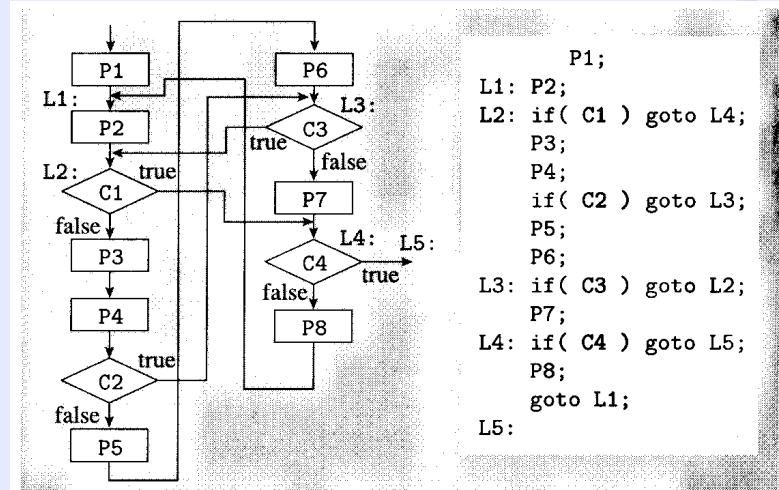 P1
L1:
P2
L2:
true
C1
false
P3
P4
true
C2
false
P5
P6
L3:
C3
true
false
P7
L4:
L5:
C4
true
false
P8
P1;
L1: P2;
L2: if( C1 ) goto L4;
P3;
P4;
if( C2 ) goto L3;
P5;
P6;
L3: if( C3 ) goto L2;
P7;
L4: if( C4 ) goto L5;
P8;
goto L1;
L5: